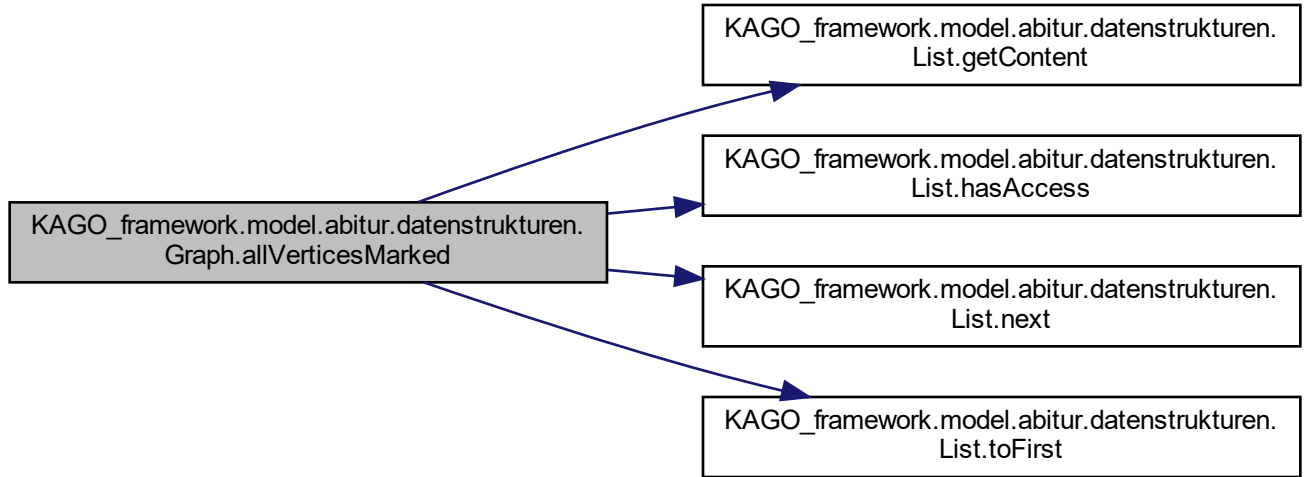 KAGO_framework.model.abitur.datenstrukturen.
List.getContent
KAGO_framework.model.abitur.datenstrukturen.
List.hasAccess
KAGO_framework.model.abitur.datenstrukturen.
Graph.allVerticesMarked
KAGO_framework.model.abitur.datenstrukturen.
List.next
KAGO_framework.model.abitur.datenstrukturen.
List.toFirst